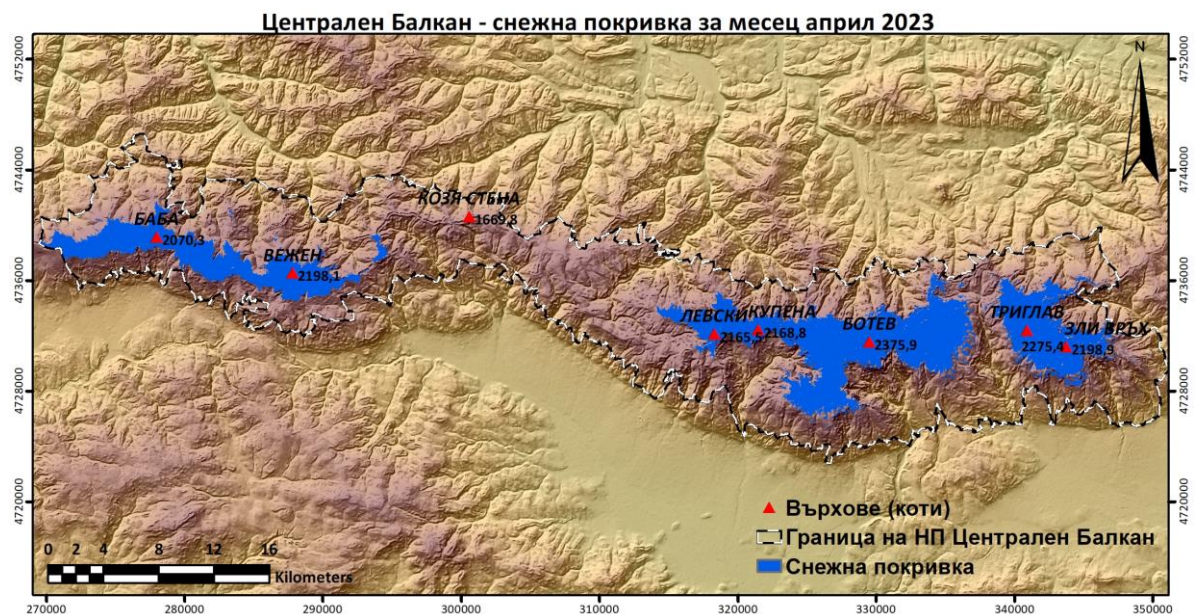 Централен Балкан - снежна покривка за месец април 2023
4752000
4752000
N
4744000
4744000
КОЗЯ СТЕНА
1669,8
БАБА
2070,3
ВЕЖЕН
2198,1
4736000
4736000
ЛЕВСКИ
2165,5
КУПЕНА
2168,8
БОТЕВ
2375,9
ТРИГЛАВ
2275,4
ЗЛИ ВРЪХ
2198,9
4728000
4728000
4720000
4720000
Върхове (коти)
Граница на НП Централен Балкан
Снежна покривка
0 2 4 8 12 16
Kilometers
270000 280000 290000 300000 310000 320000 330000 340000 350000